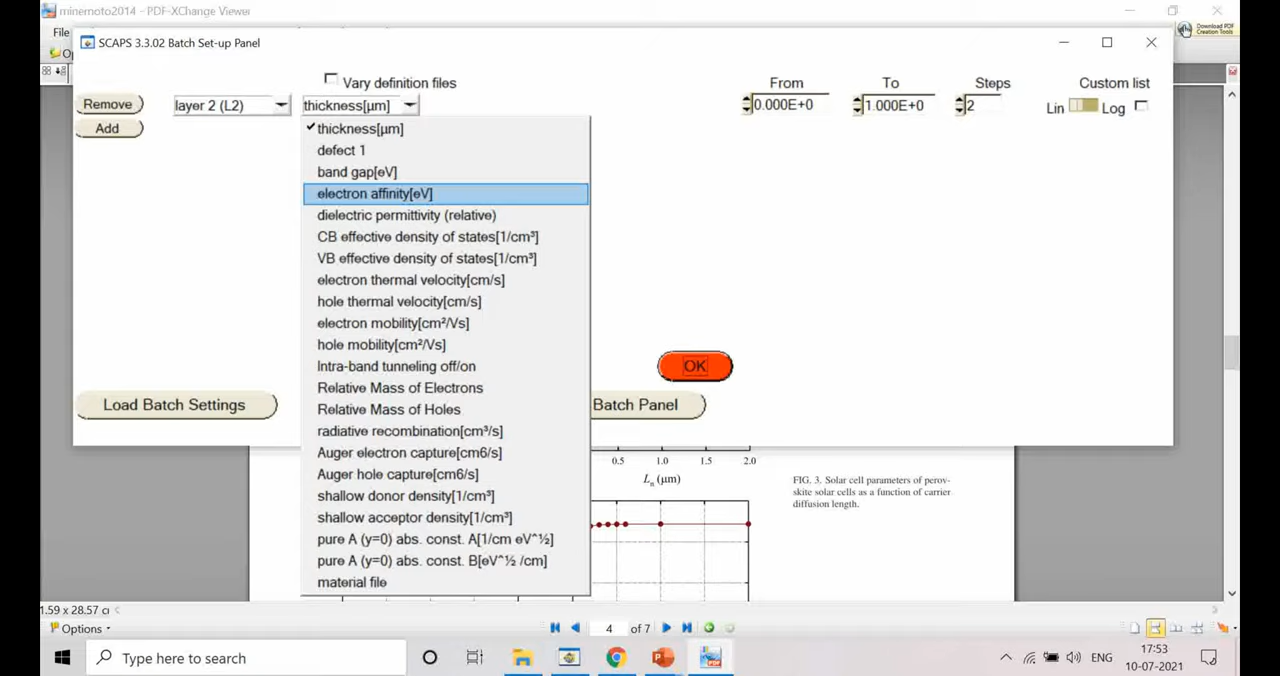 minemoto2014 - PDF-XChange Viewer
File
Download PDF
Creation Tools
SCAPS 3.3.02 Batch Set-up Panel
Vary definition files
From
To
Steps
Custom list
Remove
layer 2 (L2)
thickness[µm]
0.000E+0
1.000E+0
2
Lin
Log
Add
thickness[µm]
defect 1
band gap[eV]
electron affinity[eV]
dielectric permittivity (relative)
CB effective density of states[1/cm³]
VB effective density of states[1/cm³]
electron thermal velocity[cm/s]
hole thermal velocity[cm/s]
electron mobility[cm²/Vs]
hole mobility[cm²/Vs]
Intra-band tunneling off/on
Relative Mass of Electrons
Relative Mass of Holes
radiative recombination[cm³/s]
Auger electron capture[cm6/s]
Auger hole capture[cm6/s]
shallow donor density[1/cm³]
shallow acceptor density[1/cm³]
pure A (y=0) abs. const. A[1/cm eV^½]
pure A (y=0) abs. const. B[eV^½ /cm]
material file
OK
Load Batch Settings
Batch Panel
0.5 1.0 1.5 2.0
Lₙ (µm)
FIG. 3. Solar cell parameters of perov-
skite solar cells as a function of carrier
diffusion length.
1.59 x 28.57 c
Options
4
of 7
Type here to search
ENG
17:53
10-07-2021